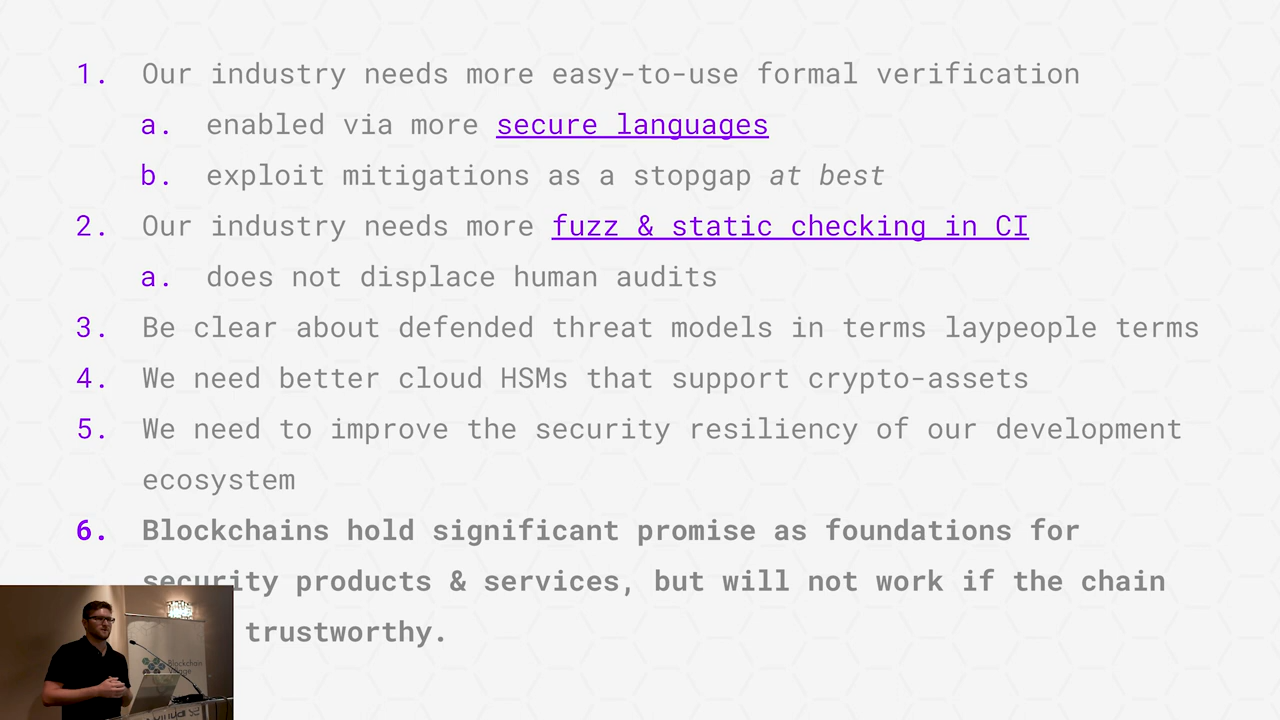 1. Our industry needs more easy-to-use formal verification
a. enabled via more secure languages
b. exploit mitigations as a stopgap at best
2. Our industry needs more fuzz & static checking in CI
a. does not displace human audits
3. Be clear about defended threat models in terms laypeople terms
4. We need better cloud HSMs that support crypto-assets
5. We need to improve the security resiliency of our development
ecosystem
6. Blockchains hold significant promise as foundations for
security products & services, but will not work if the chain
trustworthy.
Blockchain
Village